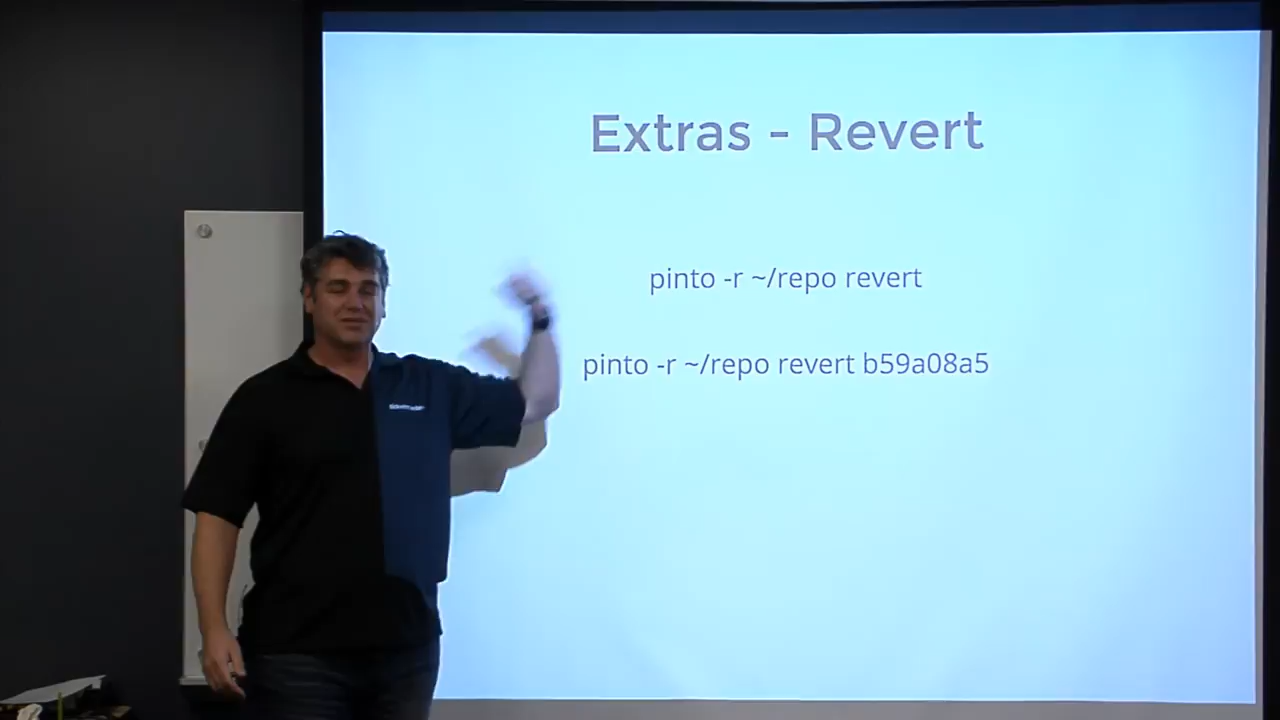 Extras - Revert
pinto -r ~/repo revert
pinto -r ~/repo revert b59a08a5